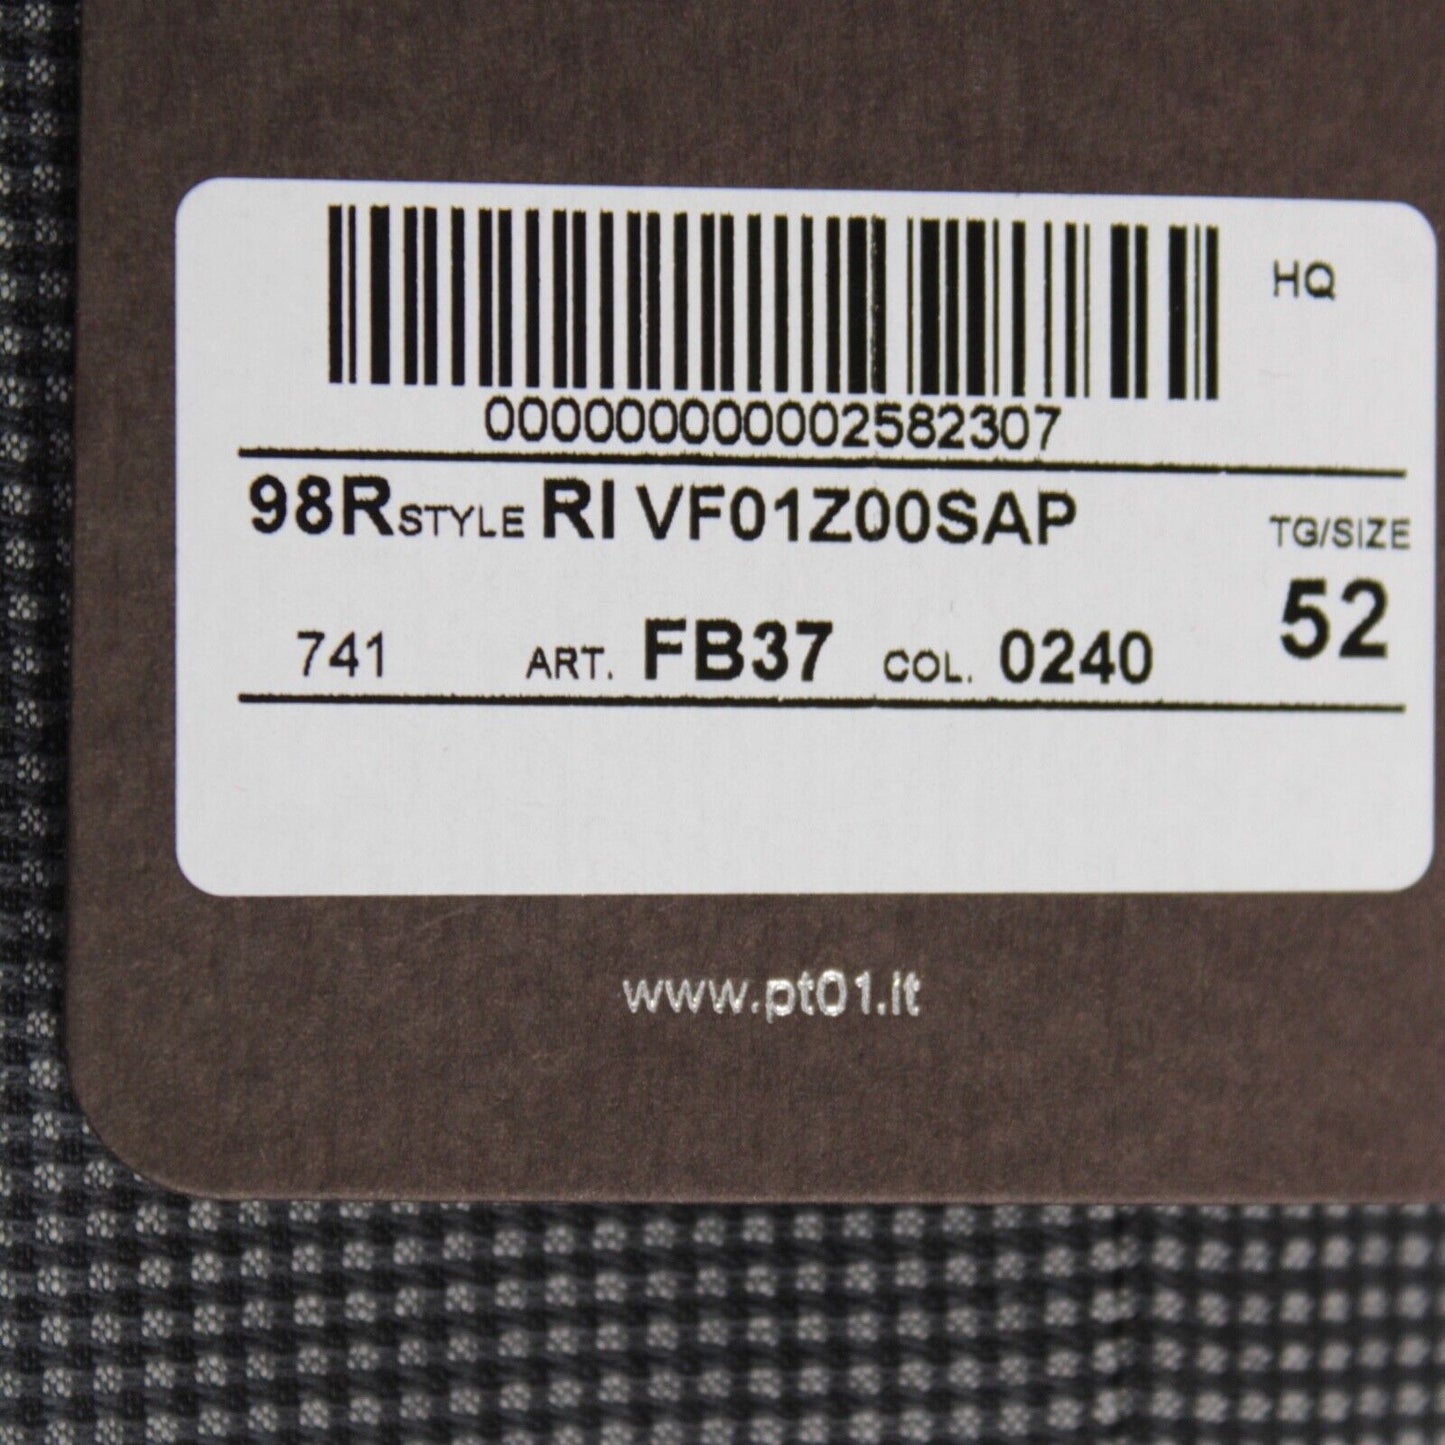 HQ
000000000002582307
98R STYLE RI VF01Z00SAP
TG/SIZE
52
741 ART. FB37 COL. 0240
www.pt01.it